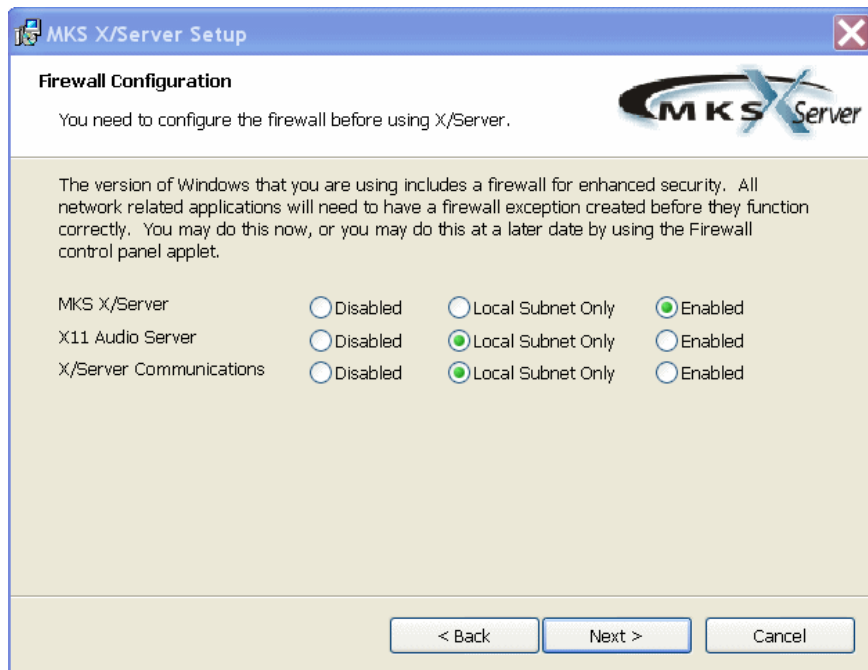 MKS X/Server Setup
Firewall Configuration
You need to configure the firewall before using X/Server.
MKS X Server
The version of Windows that you are using includes a firewall for enhanced security. All
network related applications will need to have a firewall exception created before they function
correctly. You may do this now, or you may do this at a later date by using the Firewall
control panel applet.
MKS X/Server Disabled Local Subnet Only Enabled
X11 Audio Server Disabled Local Subnet Only Enabled
X/Server Communications Disabled Local Subnet Only Enabled
< Back Next > Cancel